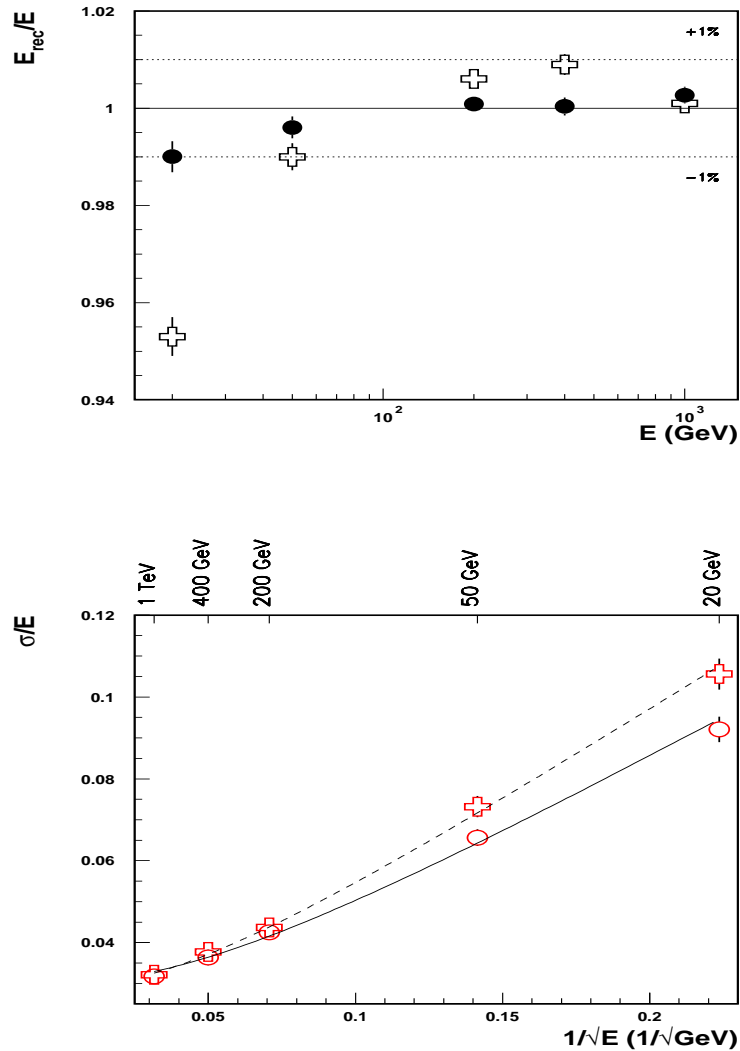 E_rec/E
1.02
+1%
1
−1%
0.98
0.96
0.94
10^2
10^3
E (GeV)
1 TeV
400 GeV
200 GeV
50 GeV
20 GeV
σ/E
0.12
0.1
0.08
0.06
0.04
0.05
0.1
0.15
0.2
1/√E (1/√GeV)